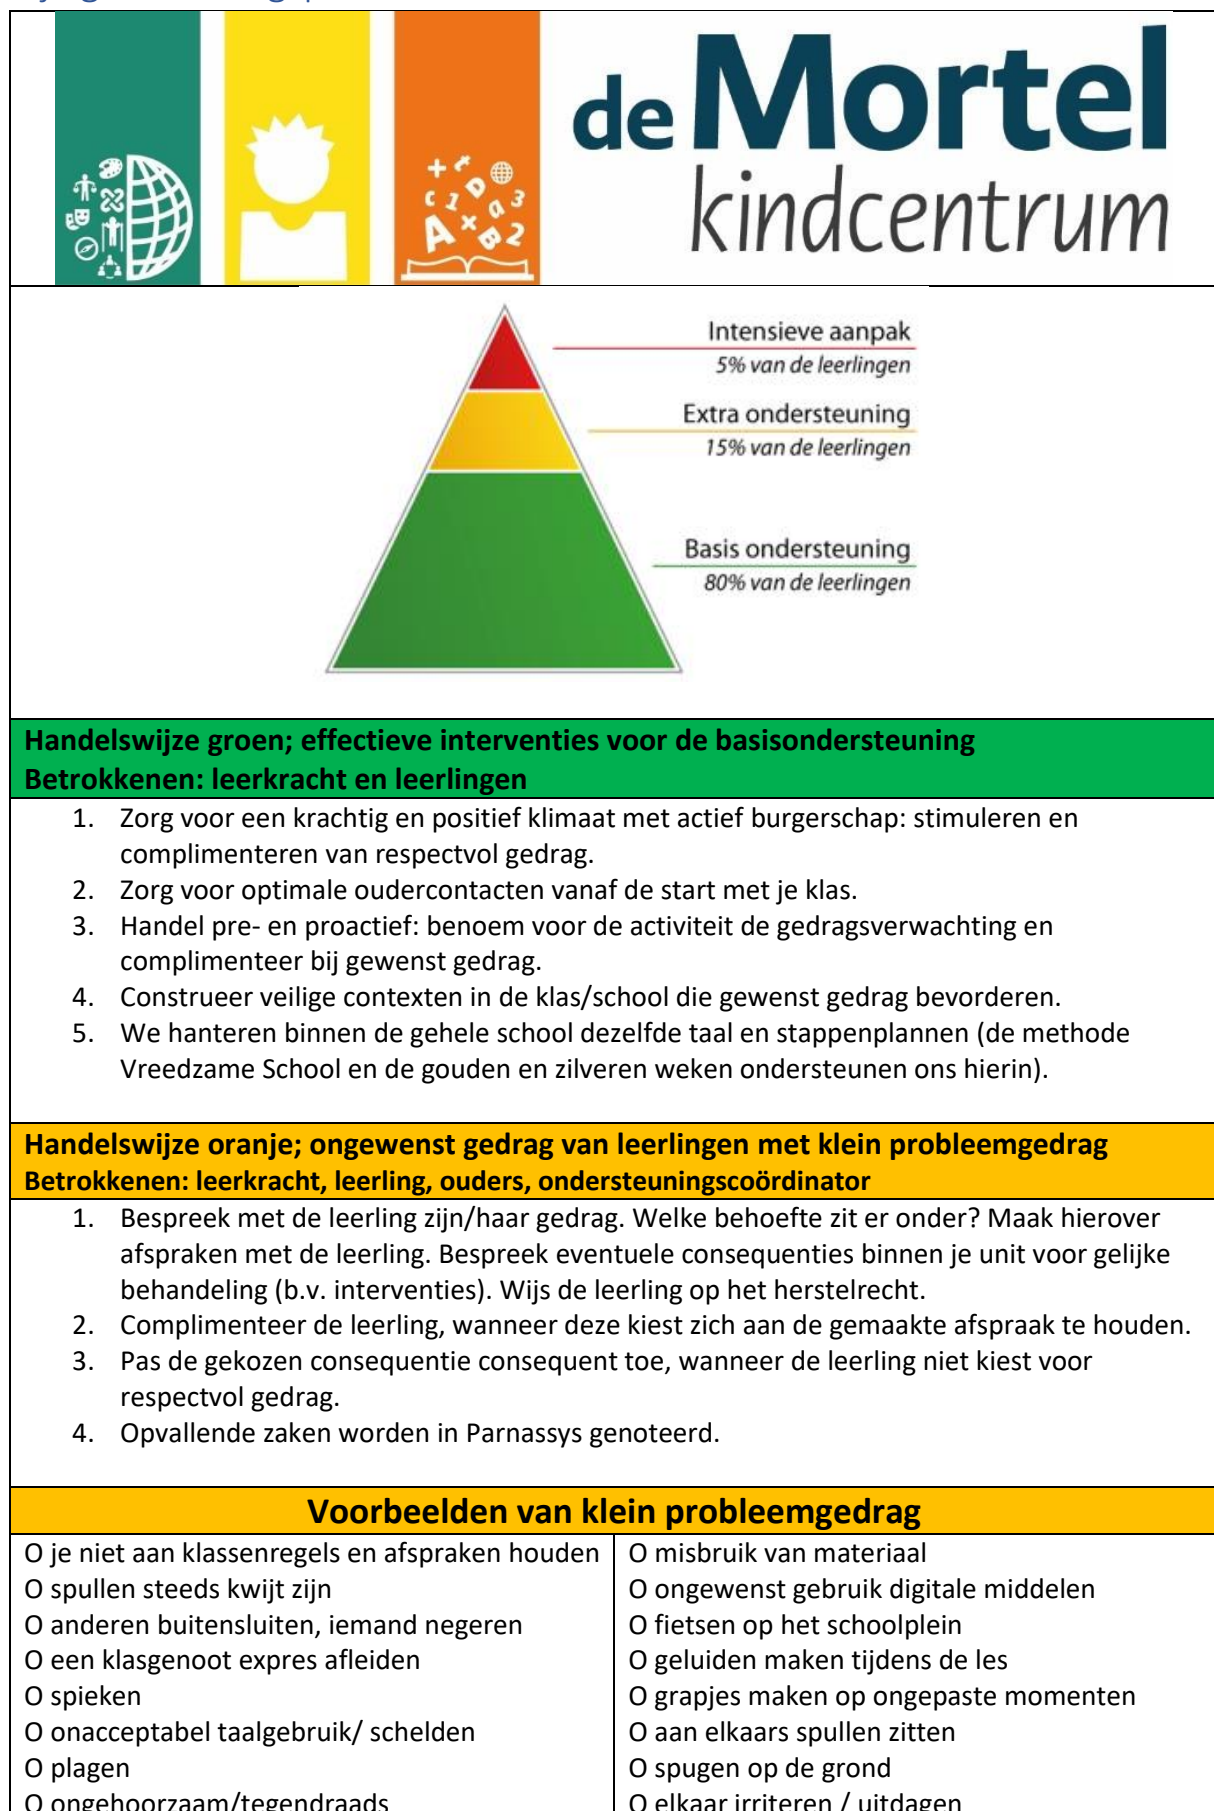 de Mortel
kindcentrum
Intensieve aanpak
5% van de leerlingen
Extra ondersteuning
15% van de leerlingen
Basis ondersteuning
80% van de leerlingen
Handelswijze groen; effectieve interventies voor de basisondersteuning
Betrokkenen: leerkracht en leerlingen
1. Zorg voor een krachtig en positief klimaat met actief burgerschap: stimuleren en
complimenteren van respectvol gedrag.
2. Zorg voor optimale oudercontacten vanaf de start met je klas.
3. Handel pre- en proactief: benoem voor de activiteit de gedragsverwachting en
complimenteer bij gewenst gedrag.
4. Construeer veilige contexten in de klas/school die gewenst gedrag bevorderen.
5. We hanteren binnen de gehele school dezelfde taal en stappenplannen (de methode
Vreedzame School en de gouden en zilveren weken ondersteunen ons hierin).
Handelswijze oranje; ongewenst gedrag van leerlingen met klein probleemgedrag
Betrokkenen: leerkracht, leerling, ouders, ondersteuningscoördinator
1. Bespreek met de leerling zijn/haar gedrag. Welke behoefte zit er onder? Maak hierover
afspraken met de leerling. Bespreek eventuele consequenties binnen je unit voor gelijke
behandeling (b.v. interventies). Wijs de leerling op het herstelrecht.
2. Complimenteer de leerling, wanneer deze kiest zich aan de gemaakte afspraak te houden.
3. Pas de gekozen consequentie consequent toe, wanneer de leerling niet kiest voor
respectvol gedrag.
4. Opvallende zaken worden in Parnassys genoteerd.
Voorbeelden van klein probleemgedrag
O je niet aan klassenregels en afspraken houden
O spullen steeds kwijt zijn
O anderen buitensluiten, iemand negeren
O een klasgenoot expres afleiden
O spieken
O onacceptabel taalgebruik/ schelden
O plagen
O ongehoorzaam/tegendraads
O misbruik van materiaal
O ongewenst gebruik digitale middelen
O fietsen op het schoolplein
O geluiden maken tijdens de les
O grapjes maken op ongepaste momenten
O aan elkaars spullen zitten
O spugen op de grond
O elkaar irriteren / uitdagen